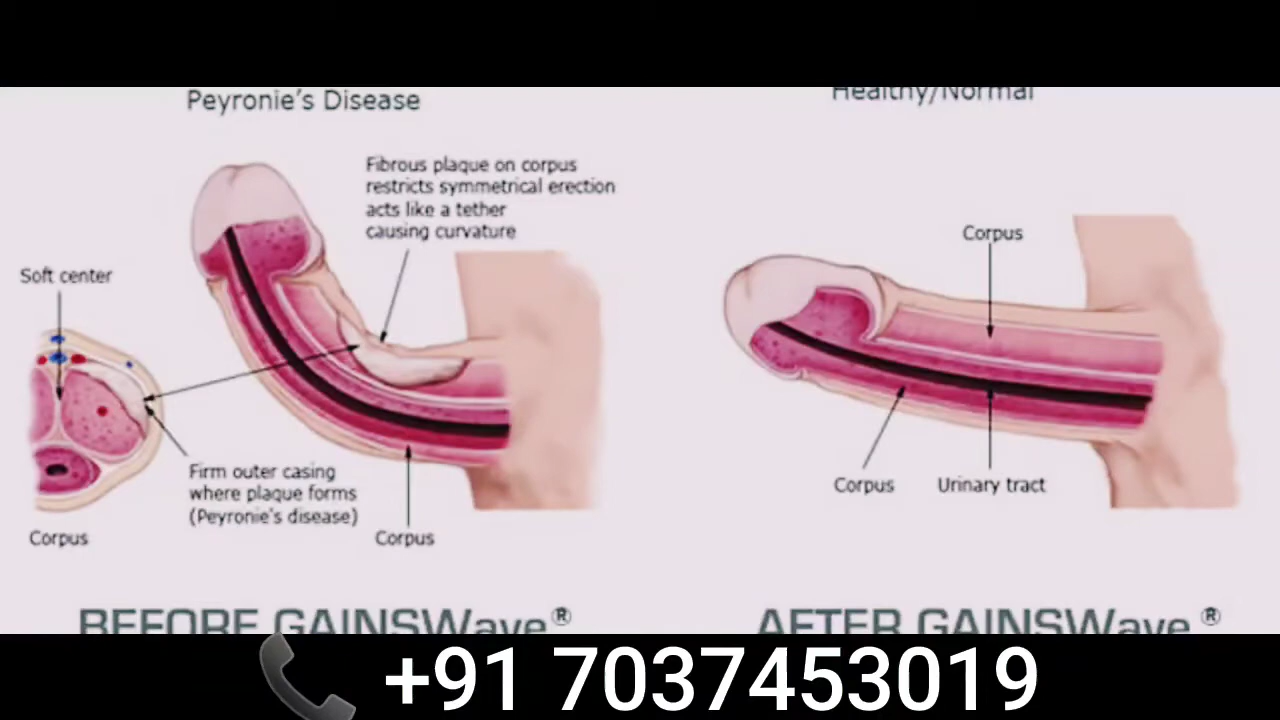 Peyronie's Disease
Healthy/Normal
Fibrous plaque on corpus
restricts symmetrical erection
acts like a tether
causing curvature
Soft center
Corpus
Firm outer casing
where plaque forms
(Peyronie's disease)
Corpus
Corpus
Corpus
Urinary tract
Corpus
BEFORE GAINSWave®
AFTER GAINSWave®
+91 7037453019